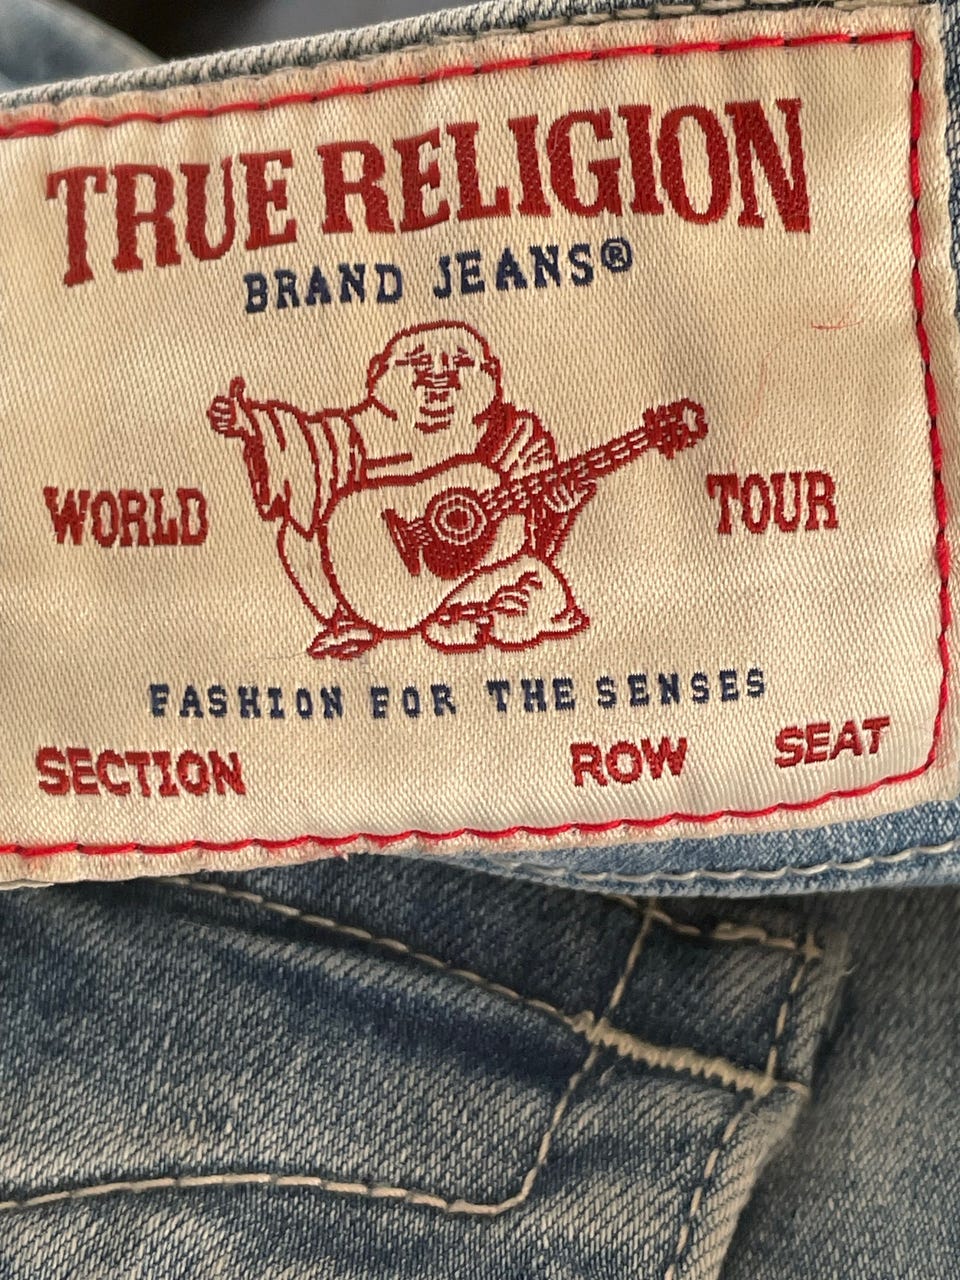 TRUE RELIGION
BRAND JEANS®
WORLD TOUR
FASHION FOR THE SENSES
SECTION ROW SEAT